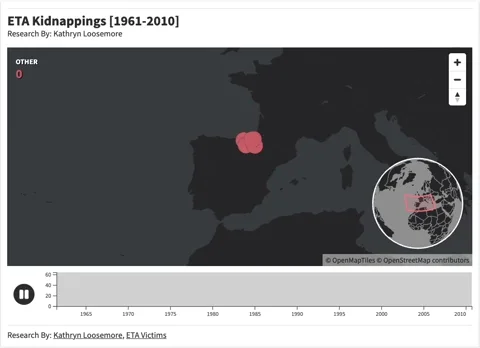 ETA Kidnappings [1961-2010]
Research By: Kathryn Loosemore
OTHER
0
© OpenMapTiles © OpenStreetMap contributors
60
40
20
0
1965 1970 1975 1980 1985 1990 1995 2000 2005 2010
Research By: Kathryn Loosemore, ETA Victims